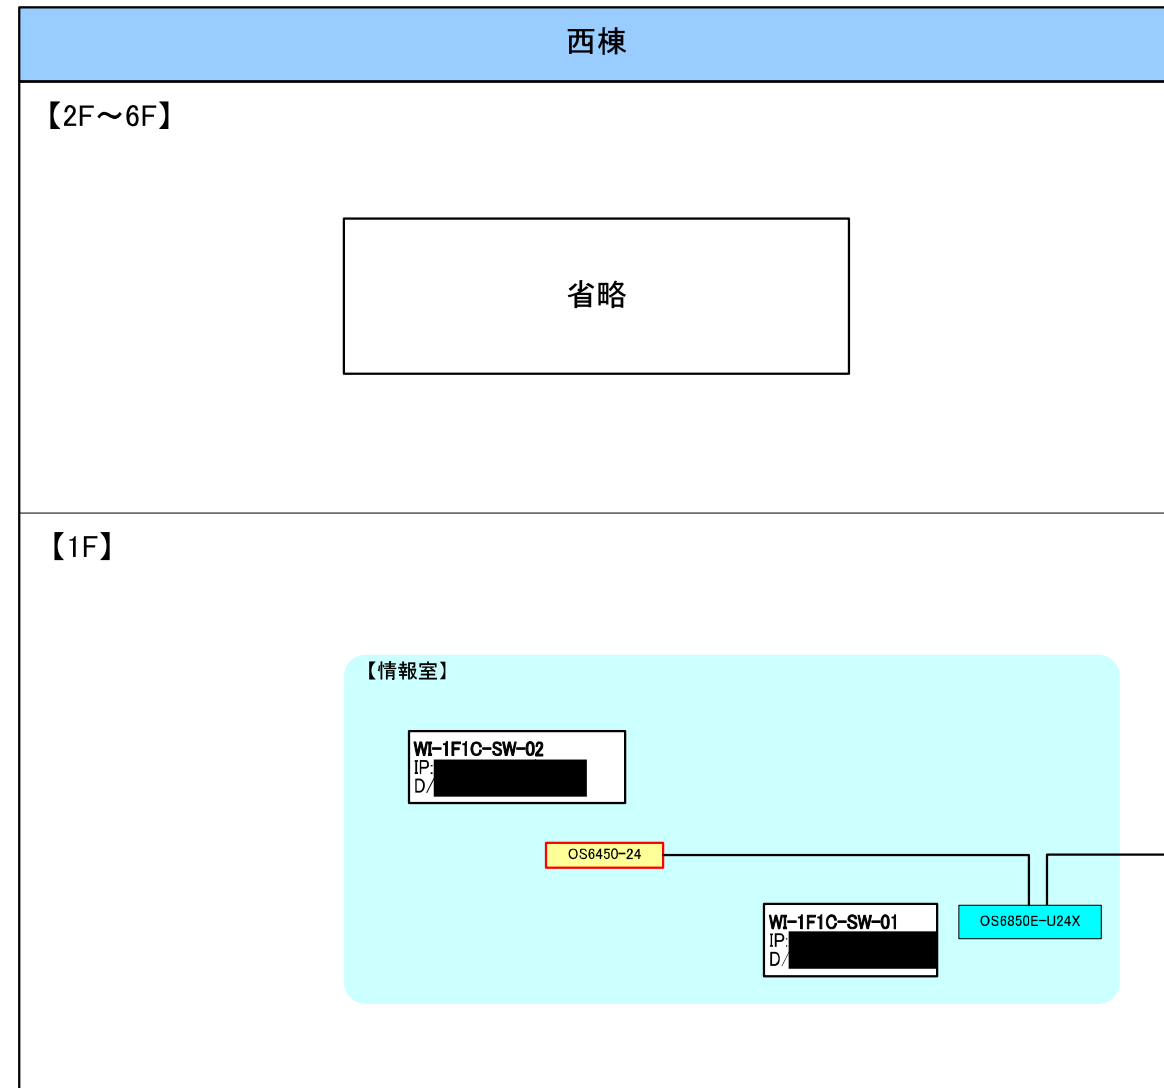 西棟
【2F～6F】
省略
【1F】
【情報室】
WI-1F1C-SW-02
IP:
D/
OS6450-24
WI-1F1C-SW-01
IP:
D/
OS6850E-U24X